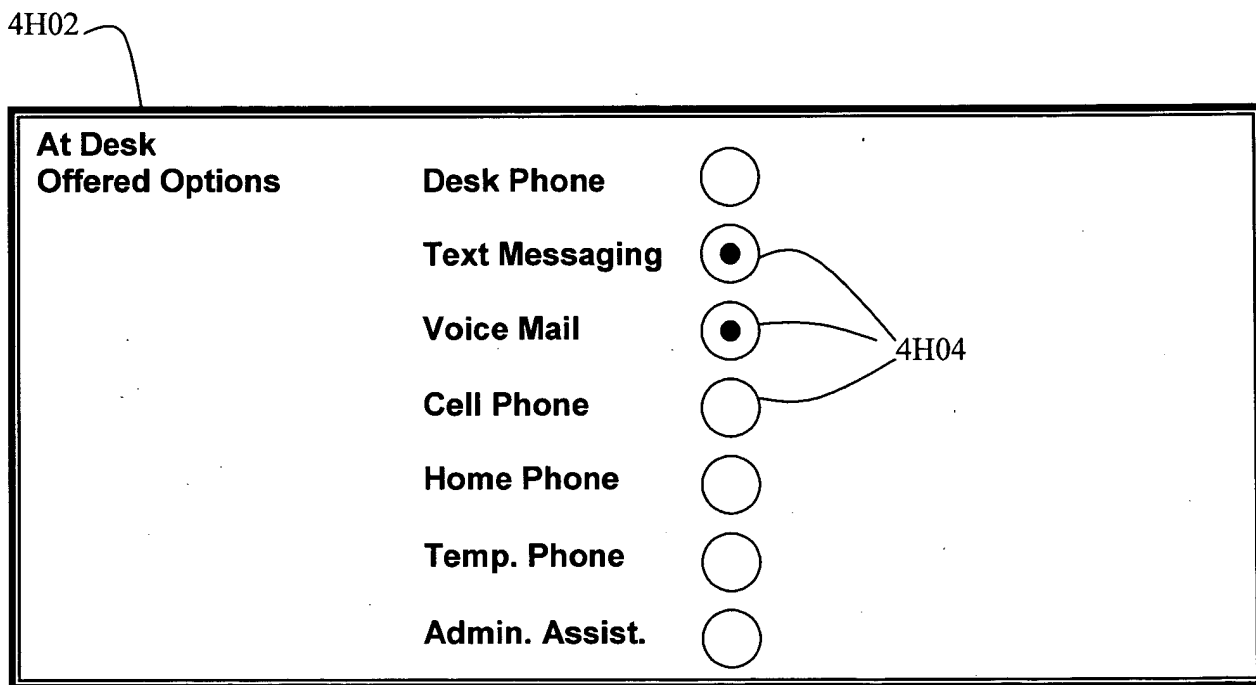 4H02
At Desk
Offered Options
Desk Phone
Text Messaging
Voice Mail
4H04
Cell Phone
Home Phone
Temp. Phone
Admin. Assist.